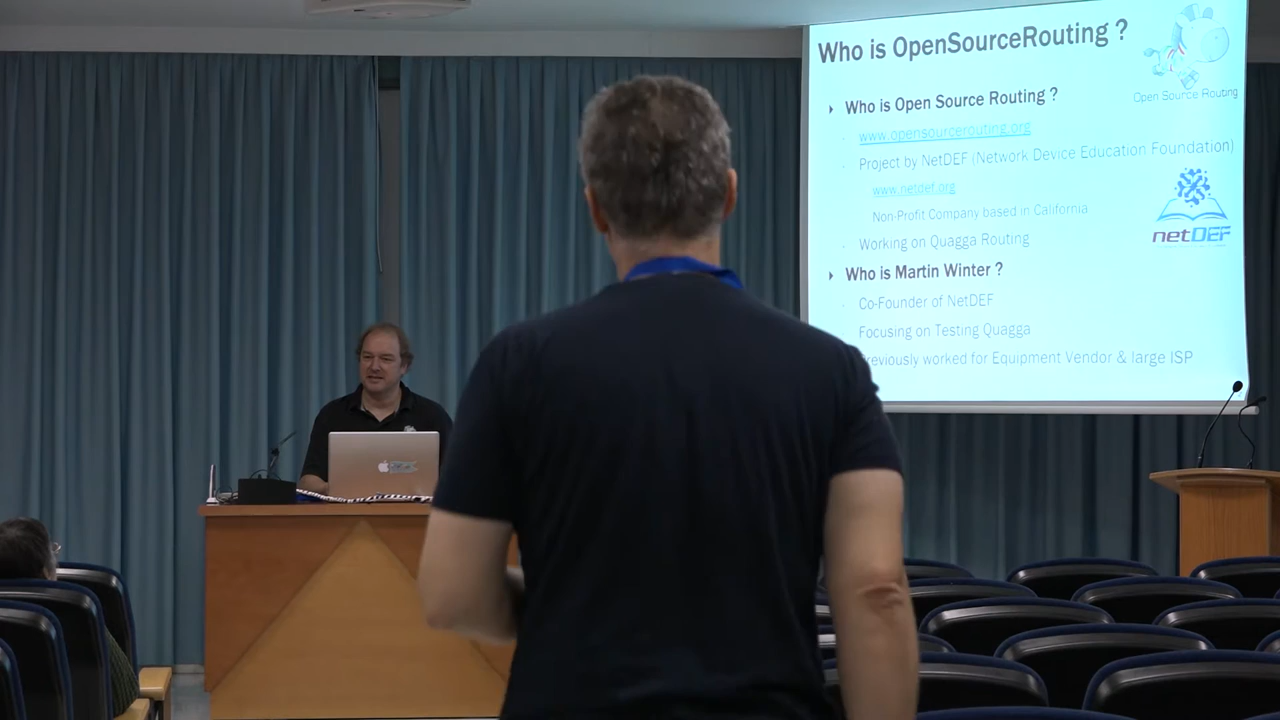 Who is OpenSourceRouting ?
Who is Open Source Routing ?
www.opensourcerouting.org
Project by NetDEF (Network Device Education Foundation)
www.netdef.org
Non-Profit Company based in California
Working on Quagga Routing
Who is Martin Winter ?
Co-Founder of NetDEF
Focusing on Testing Quagga
Previously worked for Equipment Vendor & large ISP
Open Source Routing
netDEF